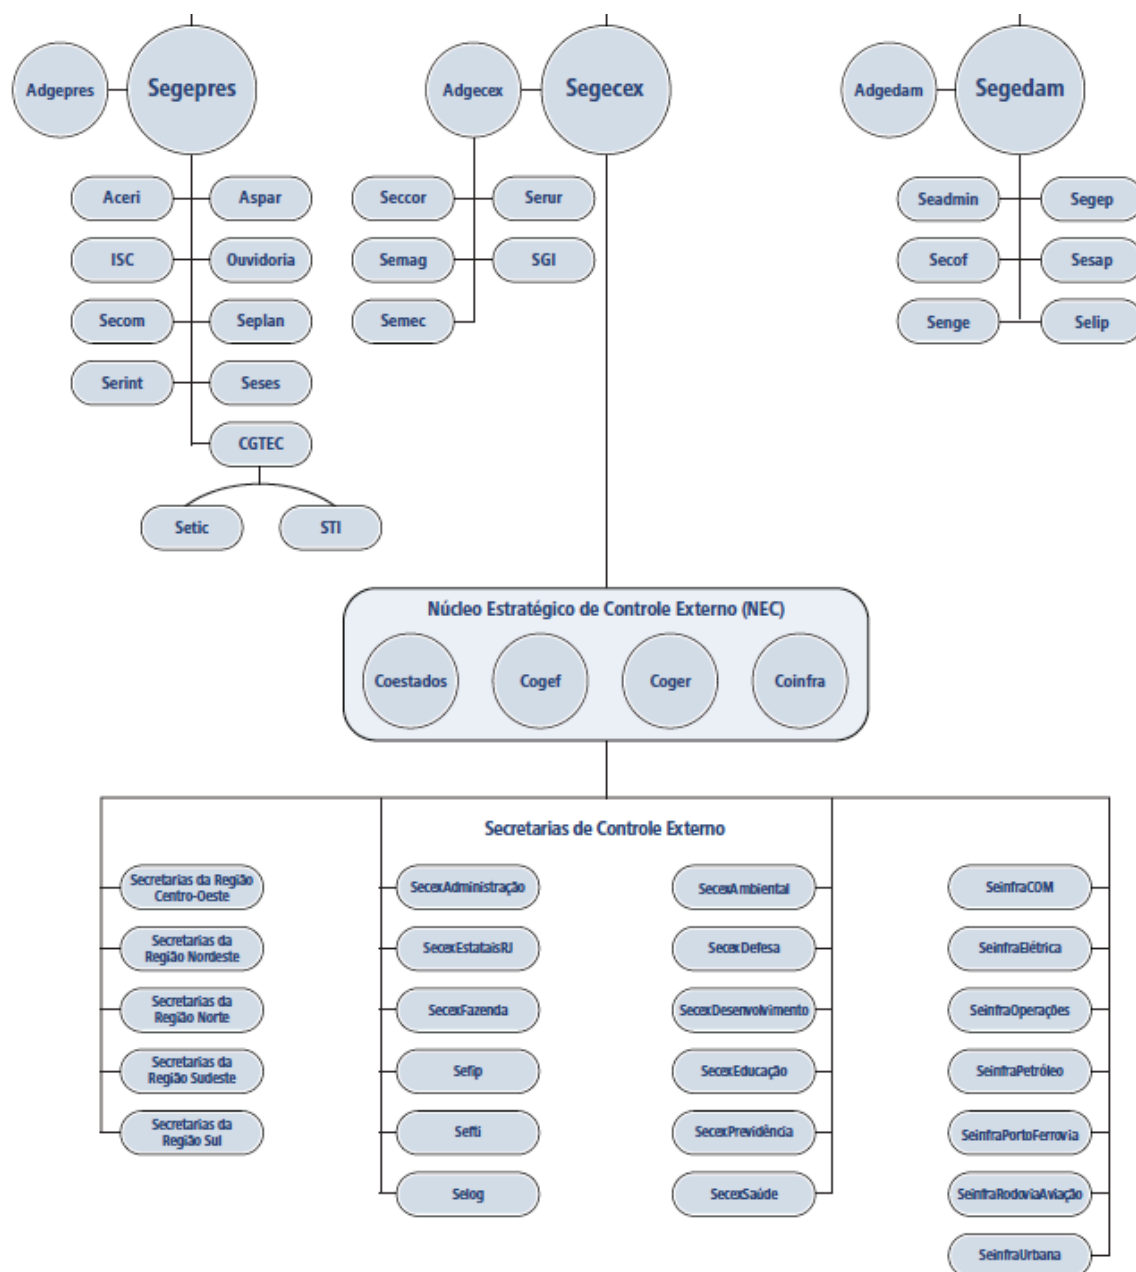 Adgepres
Segepres
Adgecex
Segecex
Adgedam
Segedam
Aceri
Aspar
Seccor
Serur
Seadmin
Segep
ISC
Ouvidoria
Semag
SGI
Secof
Sesap
Secom
Seplan
Semec
Senge
Selip
Serint
Seses
CGTEC
Setic
STI
Núcleo Estratégico de Controle Externo (NEC)
Coestados
Cogef
Coger
Coinfra
Secretarias de Controle Externo
Secretarias da Região
Centro-Oeste
Secretarias da
Região Nordeste
Secretarias da
Região Norte
Secretarias da
Região Sudeste
Secretarias da
Região Sul
SecexAdministração
SecexEstataisRJ
SecexFazenda
Sefip
Sefti
Selog
SecexAmbiental
SecexDefesa
SecexDesenvolvimento
SecexEducação
SecexPrevidência
SecexSaúde
SeinfraCOM
SeinfraElétrica
SeinfraOperações
SeinfraPetróleo
SeinfraPortoFerrovia
SeinfraRodoviaAviação
SeinfraUrbana